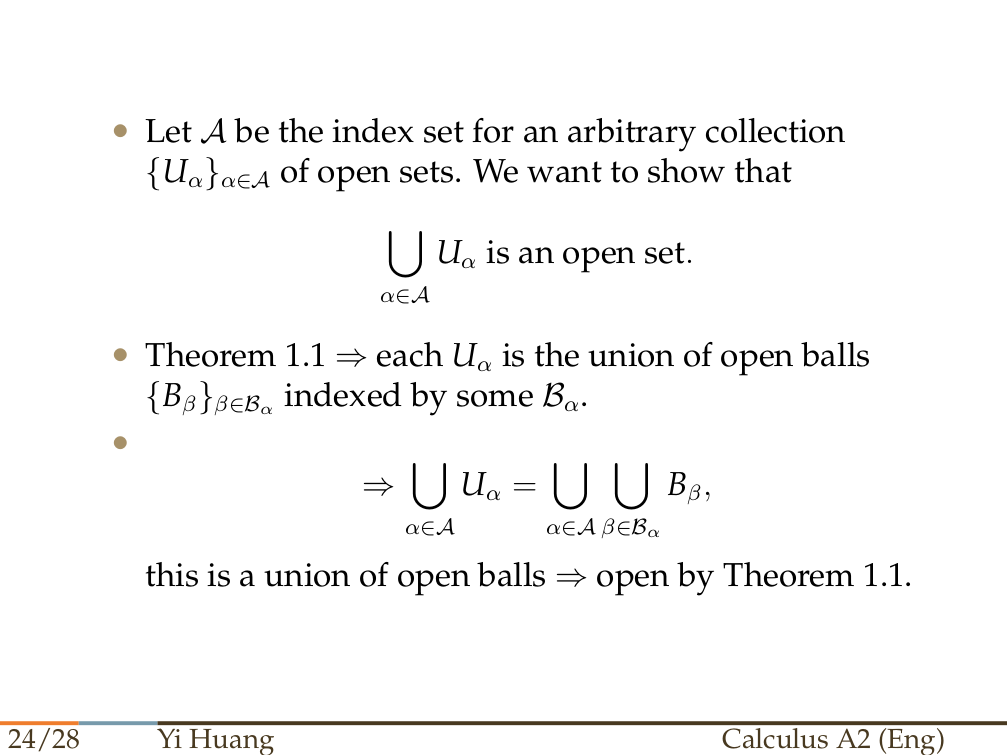 • Let 𝒜 be the index set for an arbitrary collection
{U_α}_{α∈𝒜} of open sets. We want to show that
⋃_{α∈𝒜} U_α is an open set.
• Theorem 1.1 ⇒ each U_α is the union of open balls
{B_β}_{β∈ℬ_α} indexed by some ℬ_α.
•
⇒ ⋃_{α∈𝒜} U_α = ⋃_{α∈𝒜} ⋃_{β∈ℬ_α} B_β,
this is a union of open balls ⇒ open by Theorem 1.1.
24/28 Yi Huang Calculus A2 (Eng)